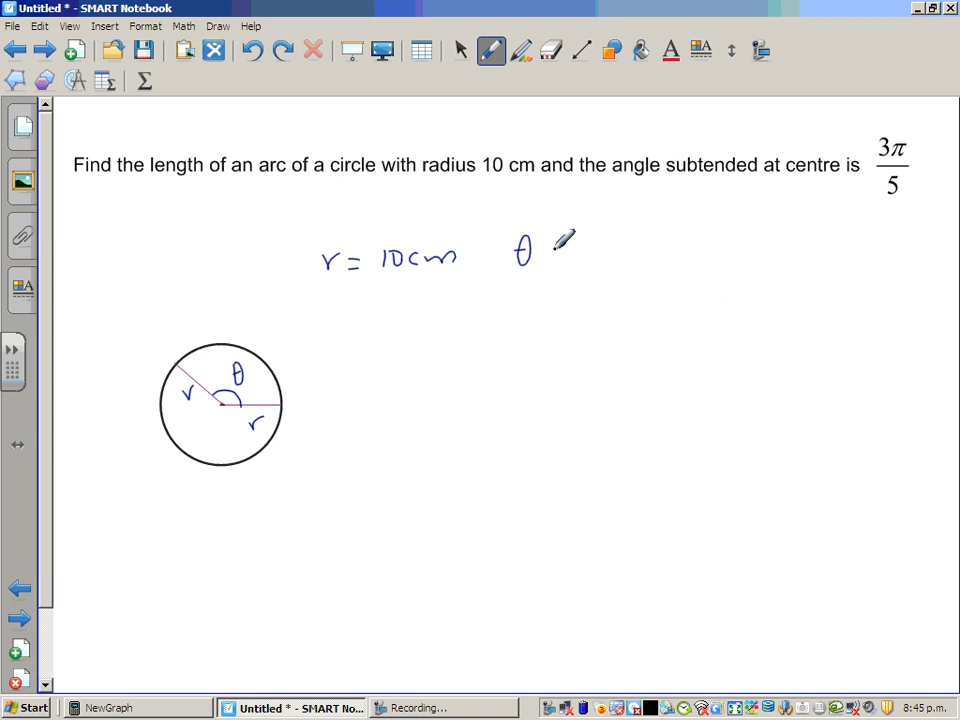 Untitled * - SMART Notebook
File Edit View Insert Format Math Draw Help
Find the length of an arc of a circle with radius 10 cm and the angle subtended at centre is 3π/5
r = 10cm θ
θ
r
r
Start NewGraph Untitled * - SMART No... Recording... 8:45 p.m.